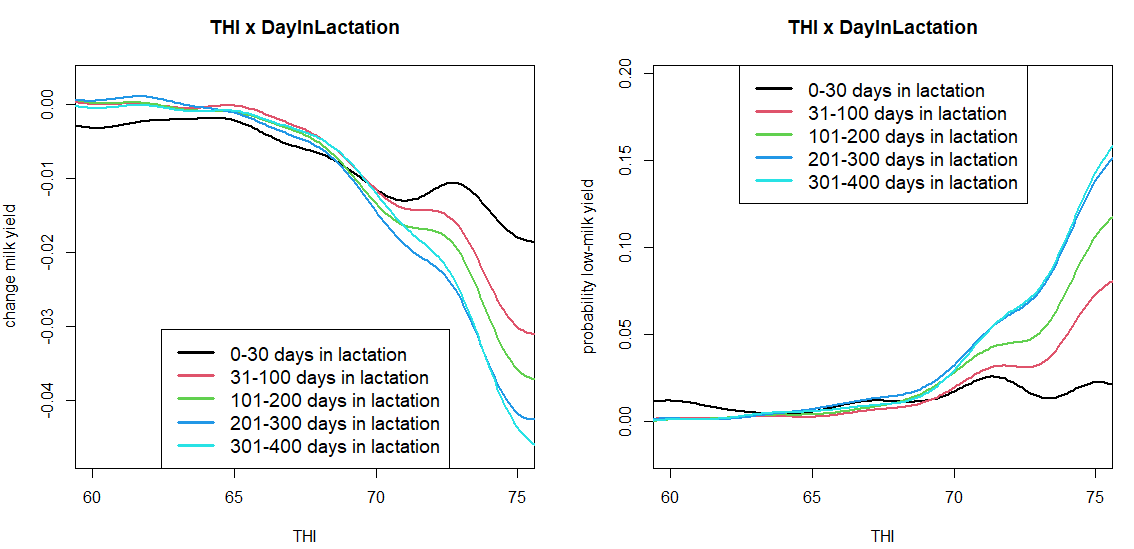 THI x DayInLactation
change milk yield
0.00
-0.01
-0.02
-0.03
-0.04
0-30 days in lactation
31-100 days in lactation
101-200 days in lactation
201-300 days in lactation
301-400 days in lactation
60 65 70 75
THI
THI x DayInLactation
probability low-milk yield
0.20
0.15
0.10
0.05
0.00
0-30 days in lactation
31-100 days in lactation
101-200 days in lactation
201-300 days in lactation
301-400 days in lactation
60 65 70 75
THI